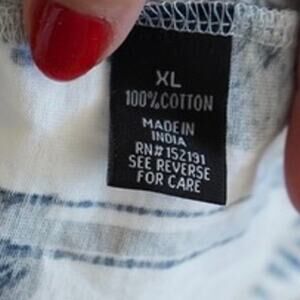 XL
100%COTTON
MADE IN
INDIA
RN#152191
SEE REVERSE
FOR CARE